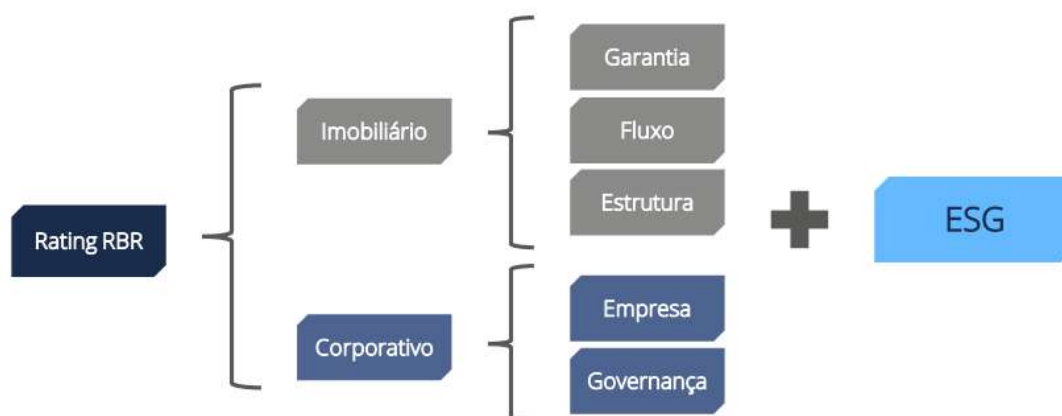 Rating RBR
Imobiliário
Garantia
Fluxo
Estrutura
Corporativo
Empresa
Governança
ESG